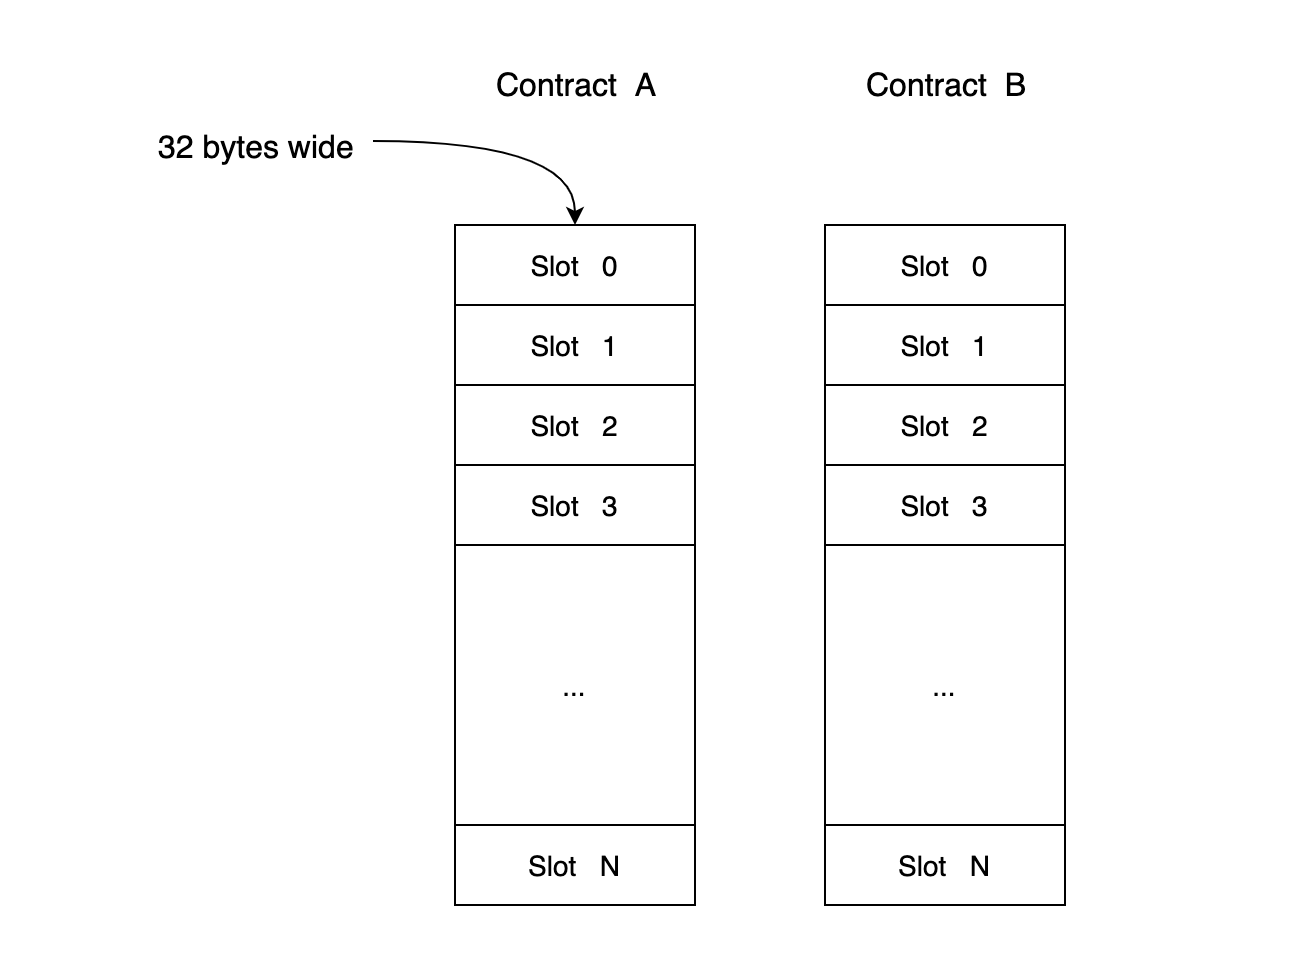 Contract A
Contract B
32 bytes wide
Slot 0
Slot 1
Slot 2
Slot 3
...
Slot N
Slot 0
Slot 1
Slot 2
Slot 3
...
Slot N